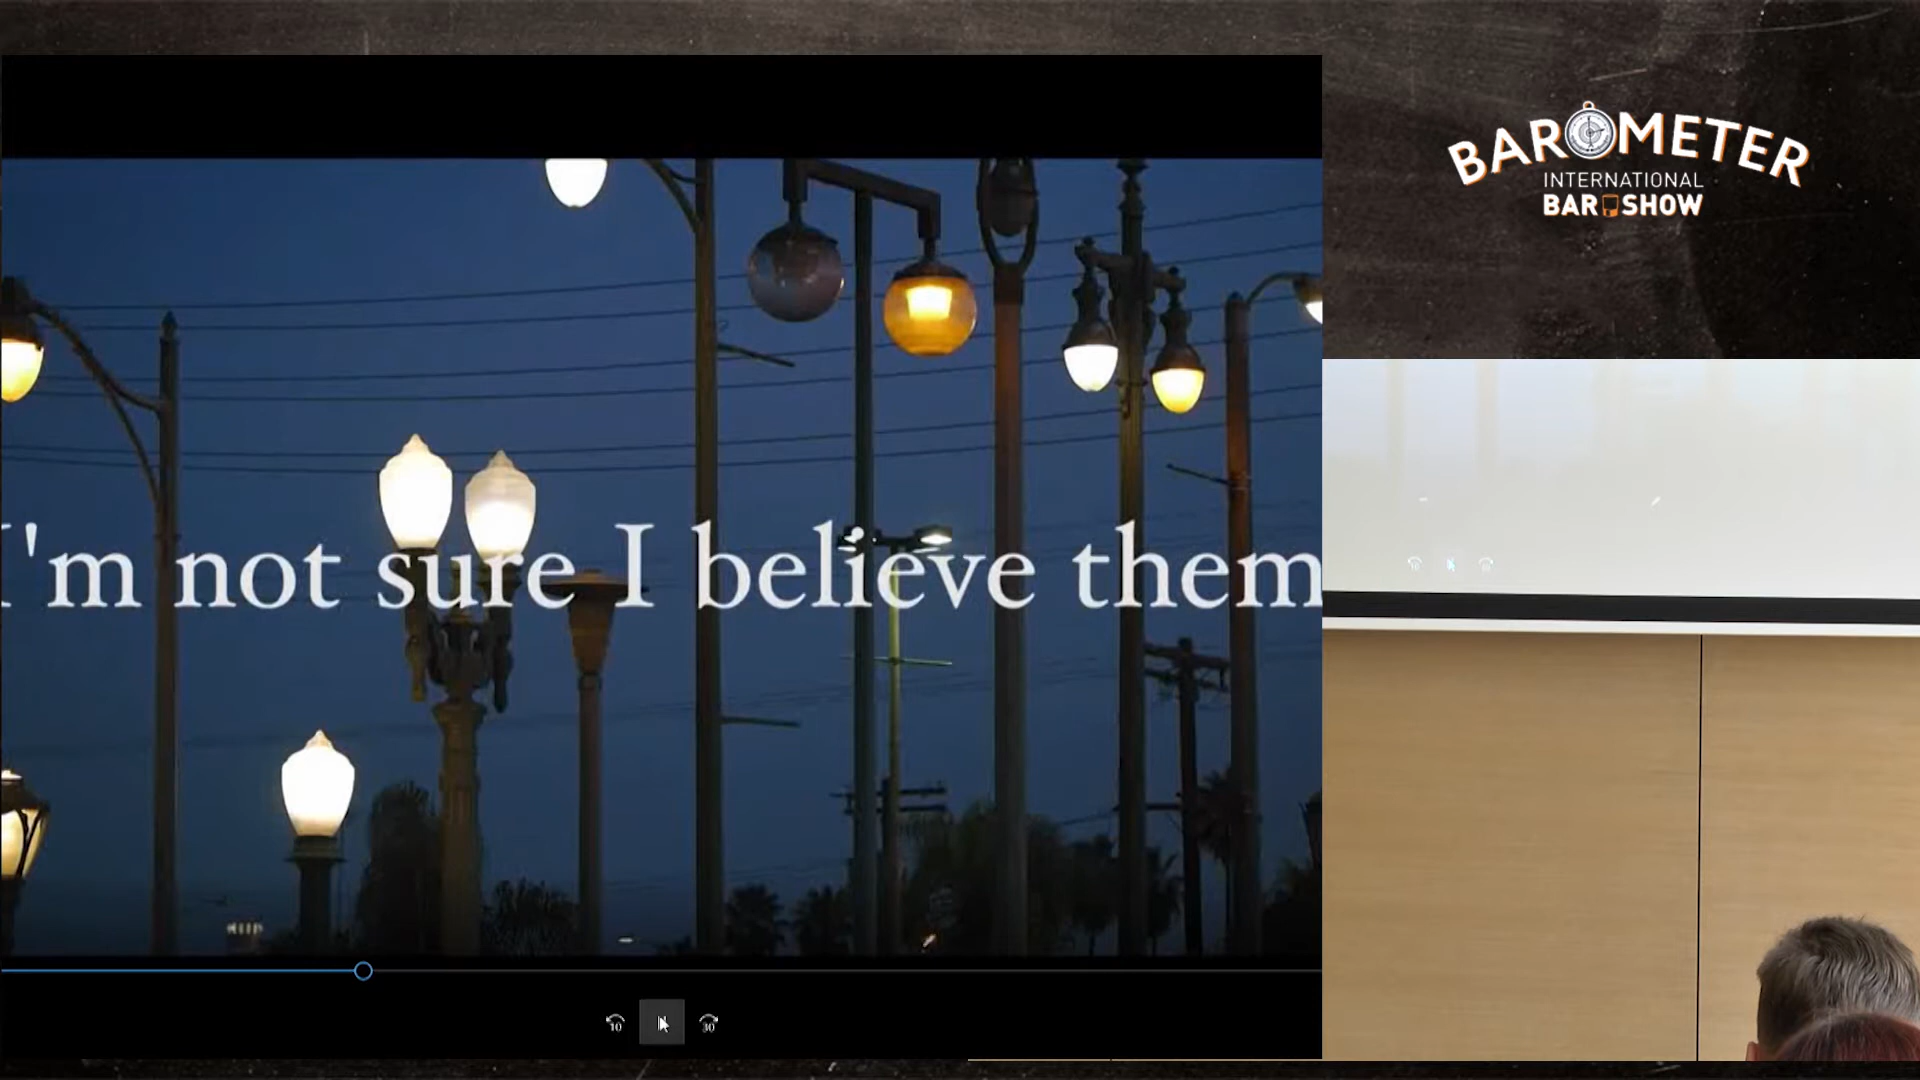 BAROMETER
INTERNATIONAL
BAR SHOW
I'm not sure I believe them
10
30